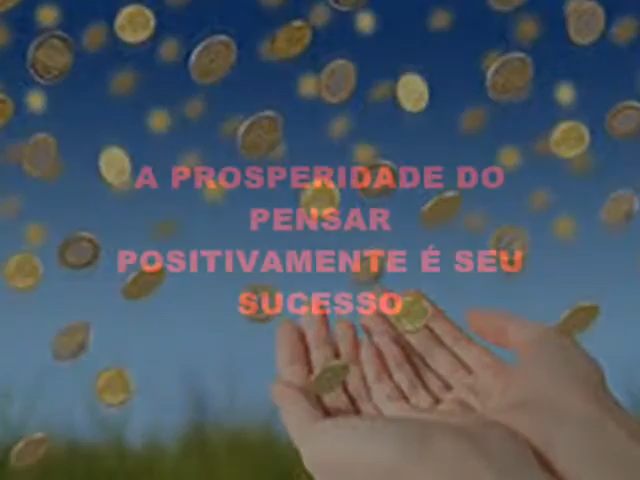 A PROSPERIDADE DO
PENSAR
POSITIVAMENTE É SEU
SUCESSO